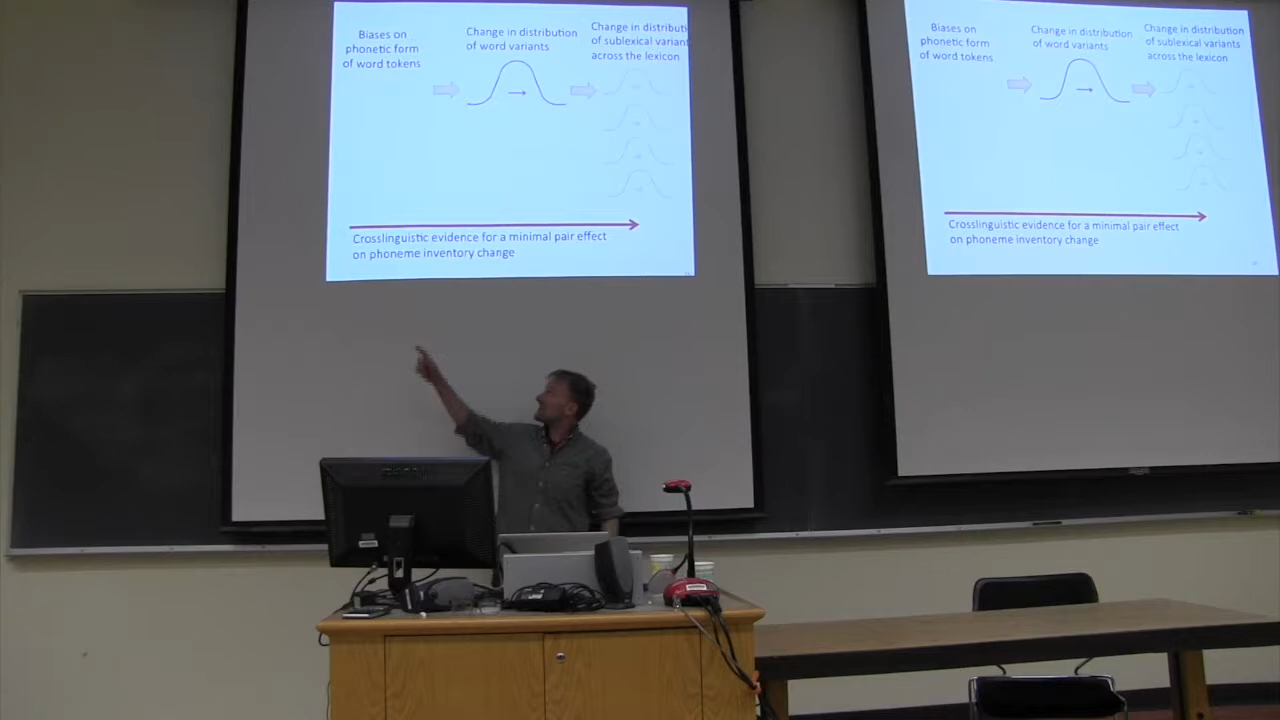 Biases on
phonetic form
of word tokens
Change in distribution
of word variants
Change in distributi
of sublexical variant
across the lexicon
Crosslinguistic evidence for a minimal pair effect
on phoneme inventory change
Biases on
phonetic form
of word tokens
Change in distribution
of word variants
Change in distribution
of sublexical variants
across the lexicon
Crosslinguistic evidence for a minimal pair effect
on phoneme inventory change